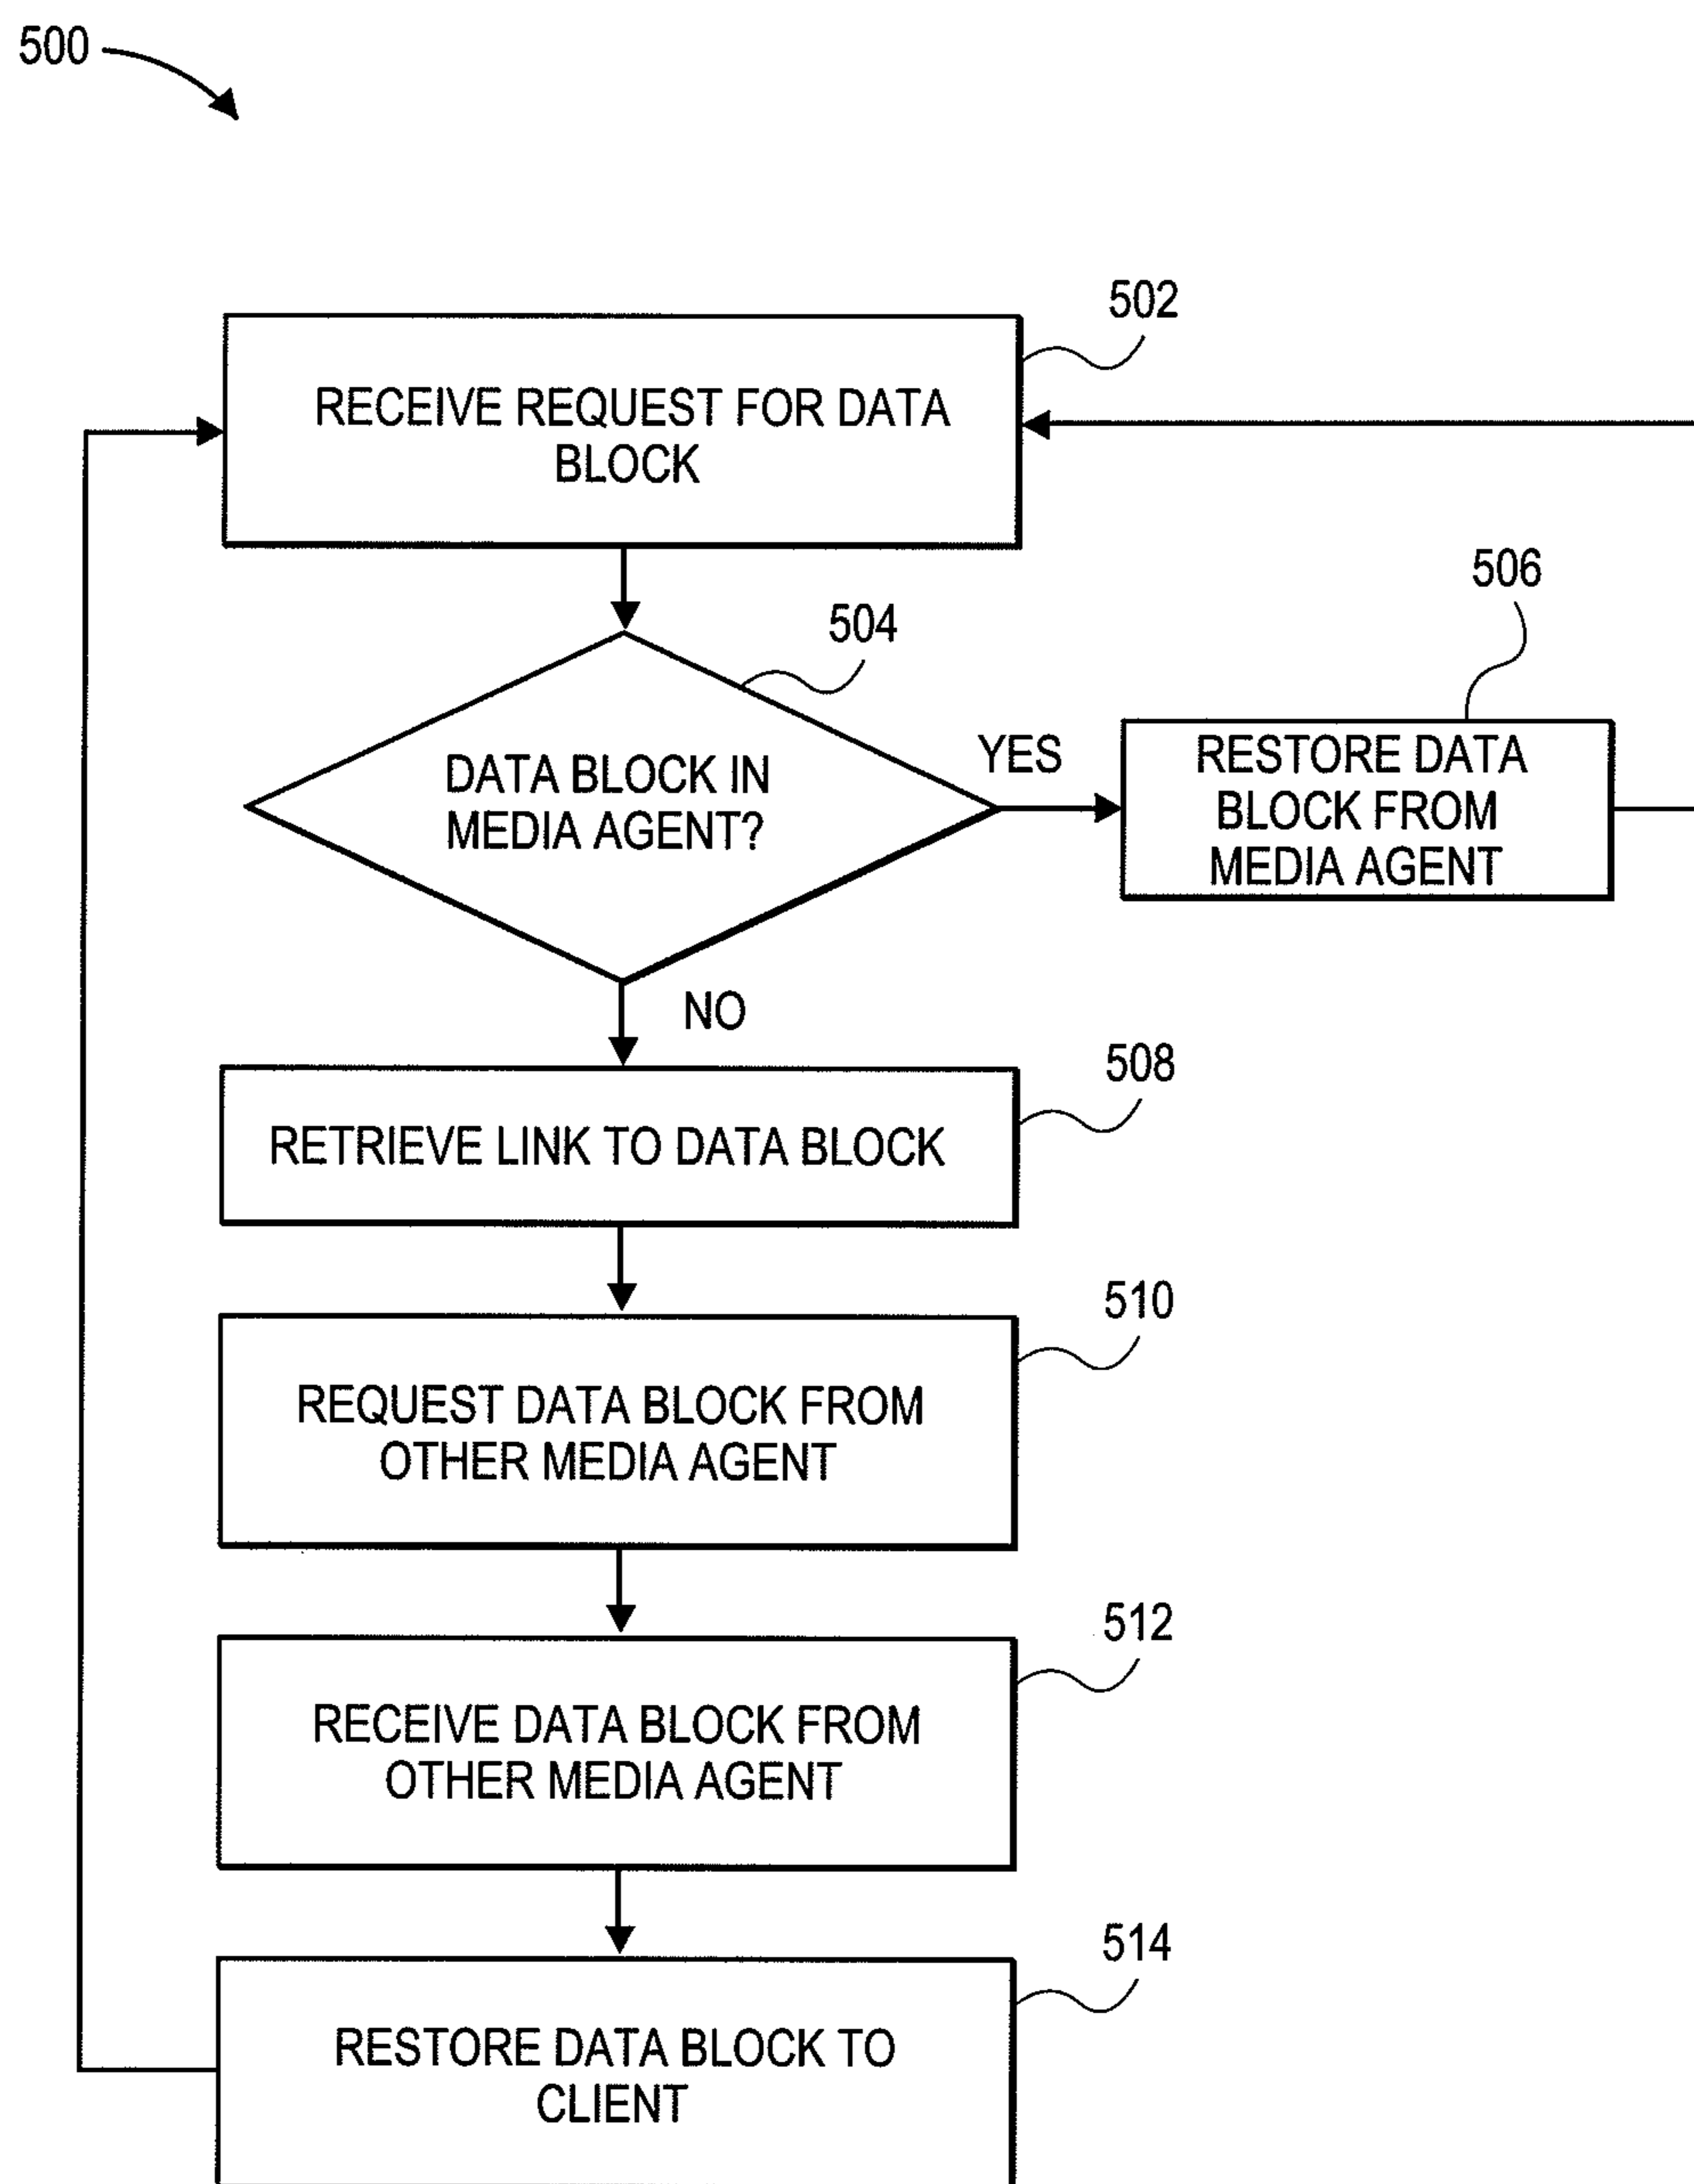 500
502
RECEIVE REQUEST FOR DATA
BLOCK
506
504
DATA BLOCK IN
MEDIA AGENT?
YES
RESTORE DATA
BLOCK FROM
MEDIA AGENT
NO
508
RETRIEVE LINK TO DATA BLOCK
510
REQUEST DATA BLOCK FROM
OTHER MEDIA AGENT
512
RECEIVE DATA BLOCK FROM
OTHER MEDIA AGENT
514
RESTORE DATA BLOCK TO
CLIENT